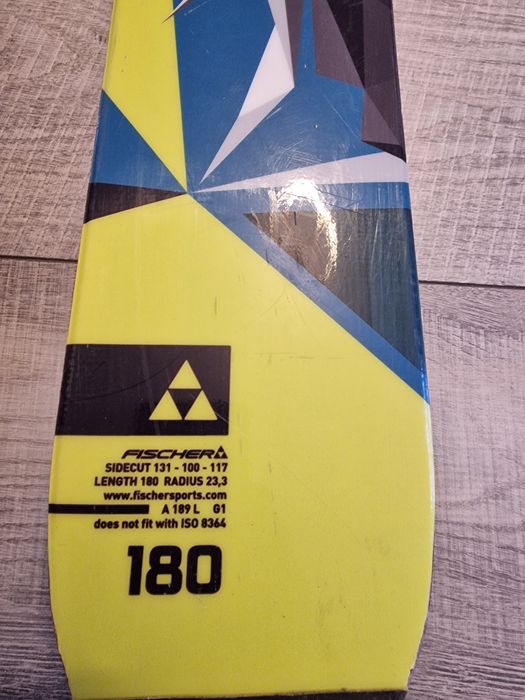 FISCHER
SIDECUT 131 - 100 - 117
LENGTH 180 RADIUS 23,3
www.fischersports.com
A 189 L G1
does not fit with ISO 8364
180